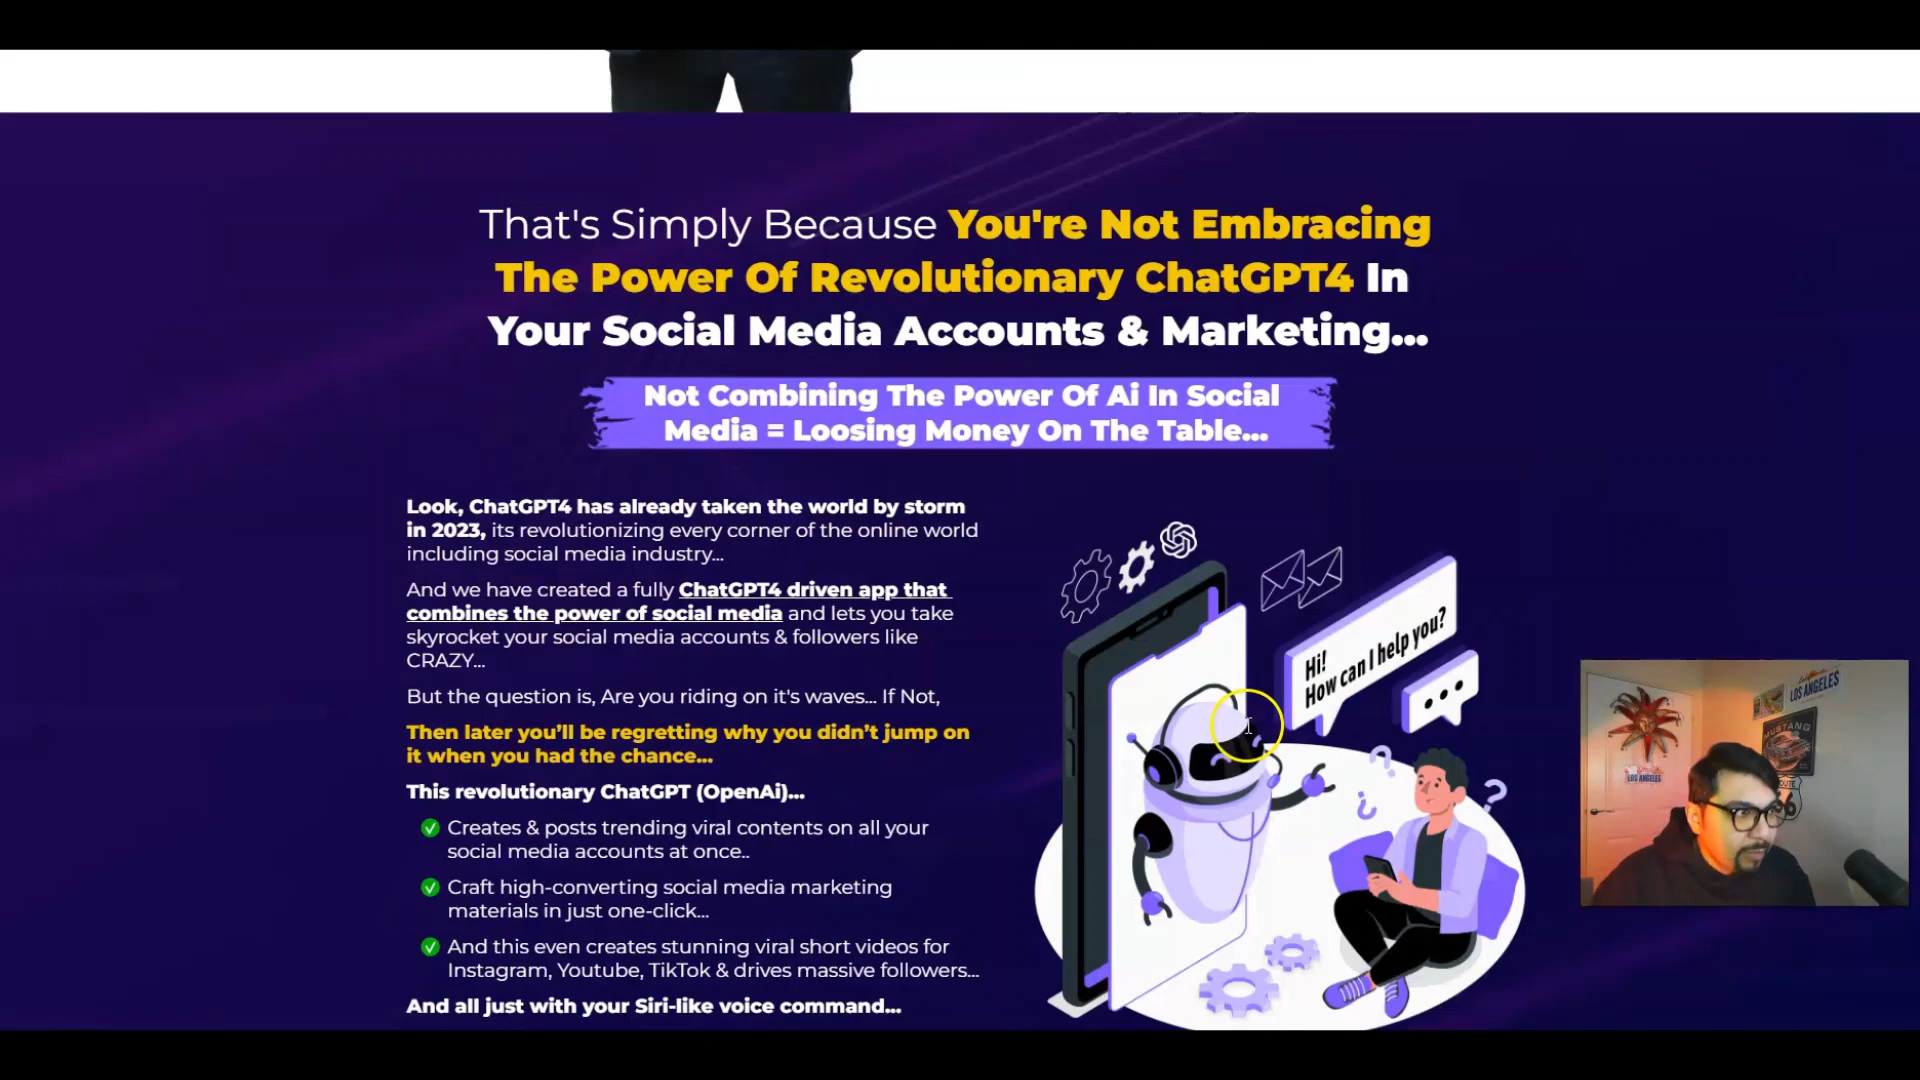 That's Simply Because You're Not Embracing
The Power Of Revolutionary ChatGPT4 In
Your Social Media Accounts & Marketing...
Not Combining The Power Of Ai In Social
Media = Loosing Money On The Table...
Look, ChatGPT4 has already taken the world by storm
in 2023, its revolutionizing every corner of the online world
including social media industry...
And we have created a fully ChatGPT4 driven app that
combines the power of social media and lets you take
skyrocket your social media accounts & followers like
CRAZY...
But the question is, Are you riding on it's waves... If Not,
Then later you'll be regretting why you didn't jump on
it when you had the chance...
This revolutionary ChatGPT (OpenAi)...
Creates & posts trending viral contents on all your
social media accounts at once..
Craft high-converting social media marketing
materials in just one-click...
And this even creates stunning viral short videos for
Instagram, Youtube, TikTok & drives massive followers...
And all just with your Siri-like voice command...
Hi!
How can I help you?
LOS ANGELES
MUSTANG
LOS ANGELES